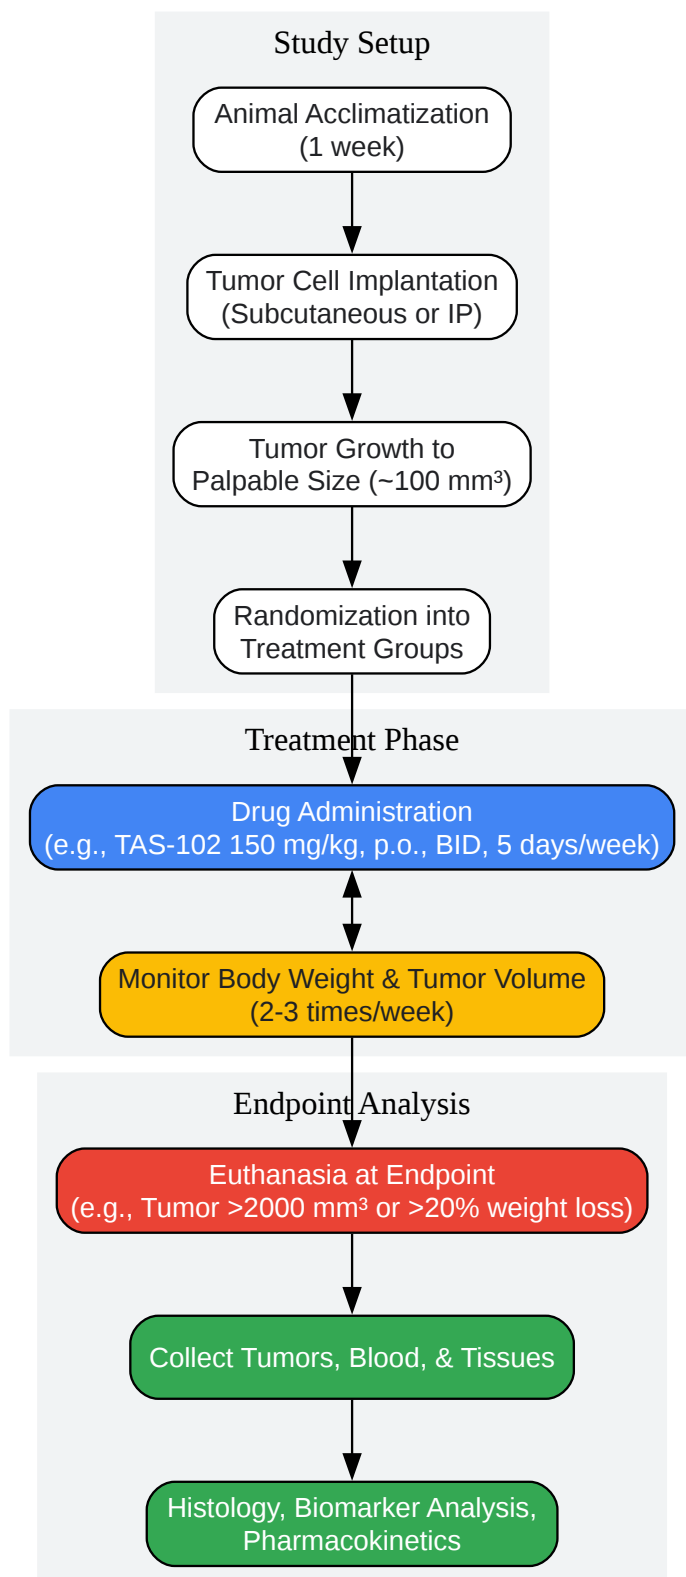 Study Setup
Animal Acclimatization
(1 week)
Tumor Cell Implantation
(Subcutaneous or IP)
Tumor Growth to
Palpable Size (~100 mm³)
Randomization into
Treatment Groups
Treatment Phase
Drug Administration
(e.g., TAS-102 150 mg/kg, p.o., BID, 5 days/week)
Monitor Body Weight & Tumor Volume
(2-3 times/week)
Endpoint Analysis
Euthanasia at Endpoint
(e.g., Tumor >2000 mm³ or >20% weight loss)
Collect Tumors, Blood, & Tissues
Histology, Biomarker Analysis,
Pharmacokinetics